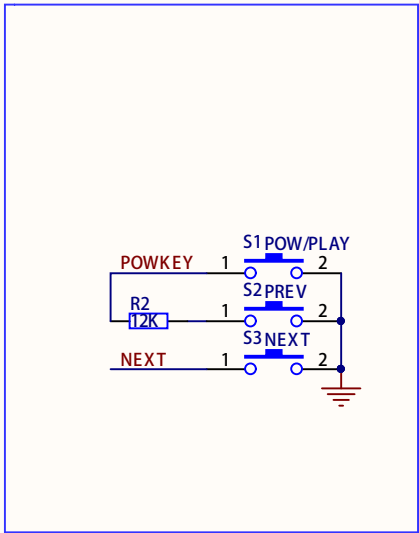 S1 POW/PLAY
POWKEY 1 2
S2 PREV
R2 1 2
12K
S3 NEXT
NEXT 1 2